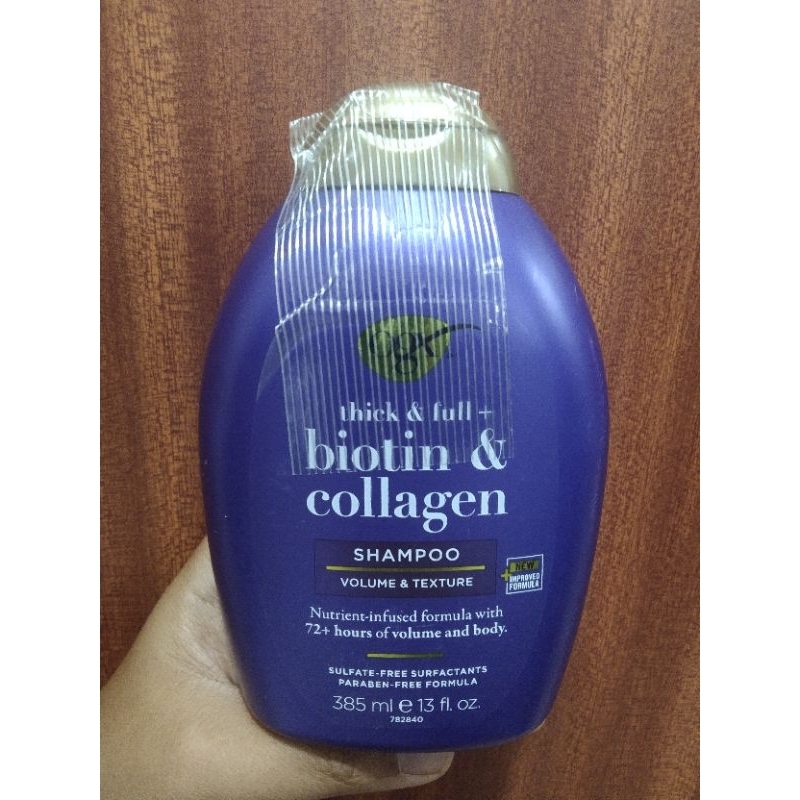 ogx
thick & full +
biotin &
collagen
SHAMPOO
VOLUME & TEXTURE
NEW
+IMPROVED
FORMULA
Nutrient-infused formula with
72+ hours of volume and body.
SULFATE-FREE SURFACTANTS
PARABEN-FREE FORMULA
385 ml e 13 fl. oz.
782840